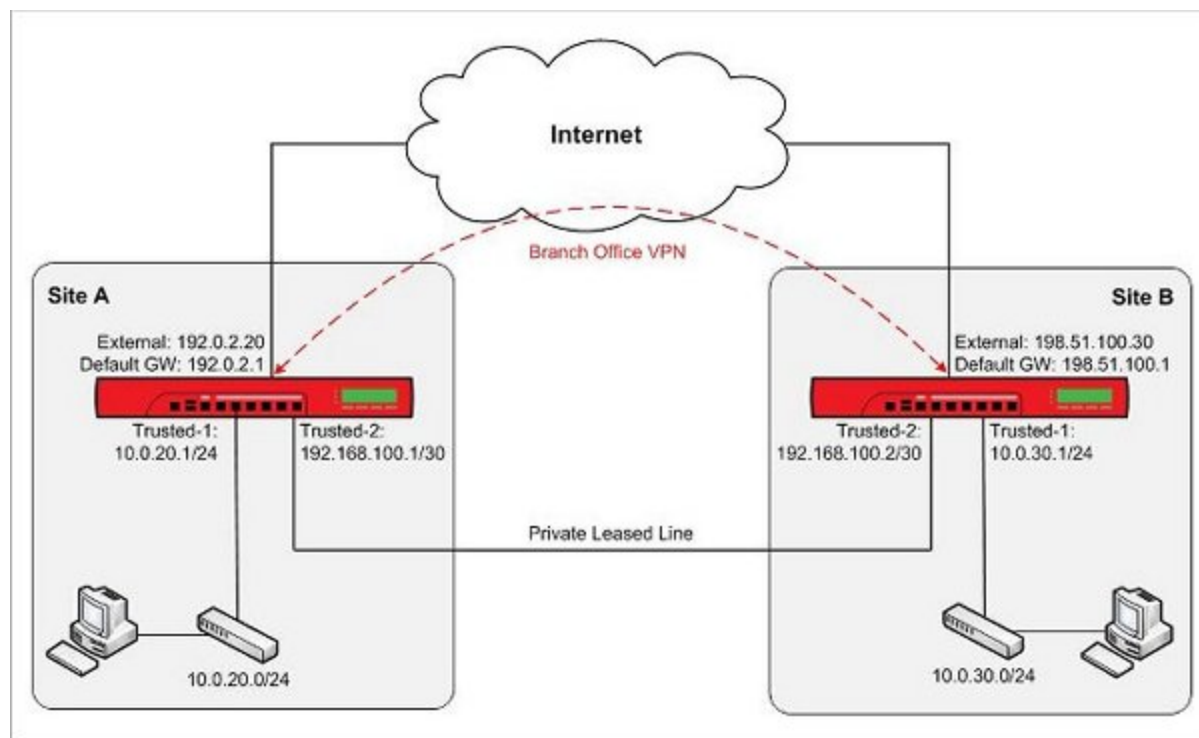 Internet
Branch Office VPN
Site A
External: 192.0.2.20
Default GW: 192.0.2.1
Trusted-1:
10.0.20.1/24
Trusted-2:
192.168.100.1/30
10.0.20.0/24
Private Leased Line
Site B
External: 198.51.100.30
Default GW: 198.51.100.1
Trusted-2:
192.168.100.2/30
Trusted-1:
10.0.30.1/24
10.0.30.0/24